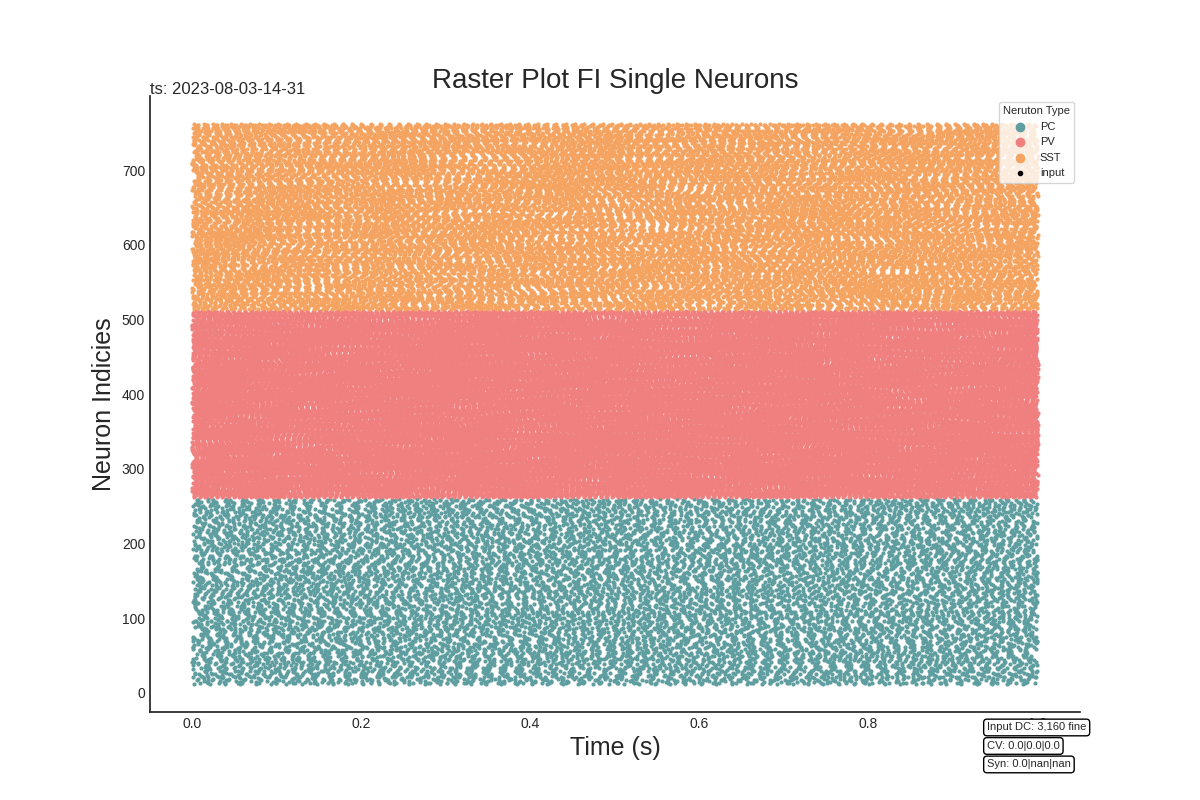 Raster Plot FI Single Neurons
ts: 2023-08-03-14-31
Neruton Type
PC
PV
SST
input
700
600
500
400
300
200
100
0
Neuron Indicies
0.0 0.2 0.4 0.6 0.8
Time (s)
Input DC: 3,160 fine
CV: 0.0|0.0|0.0
Syn: 0.0|nan|nan